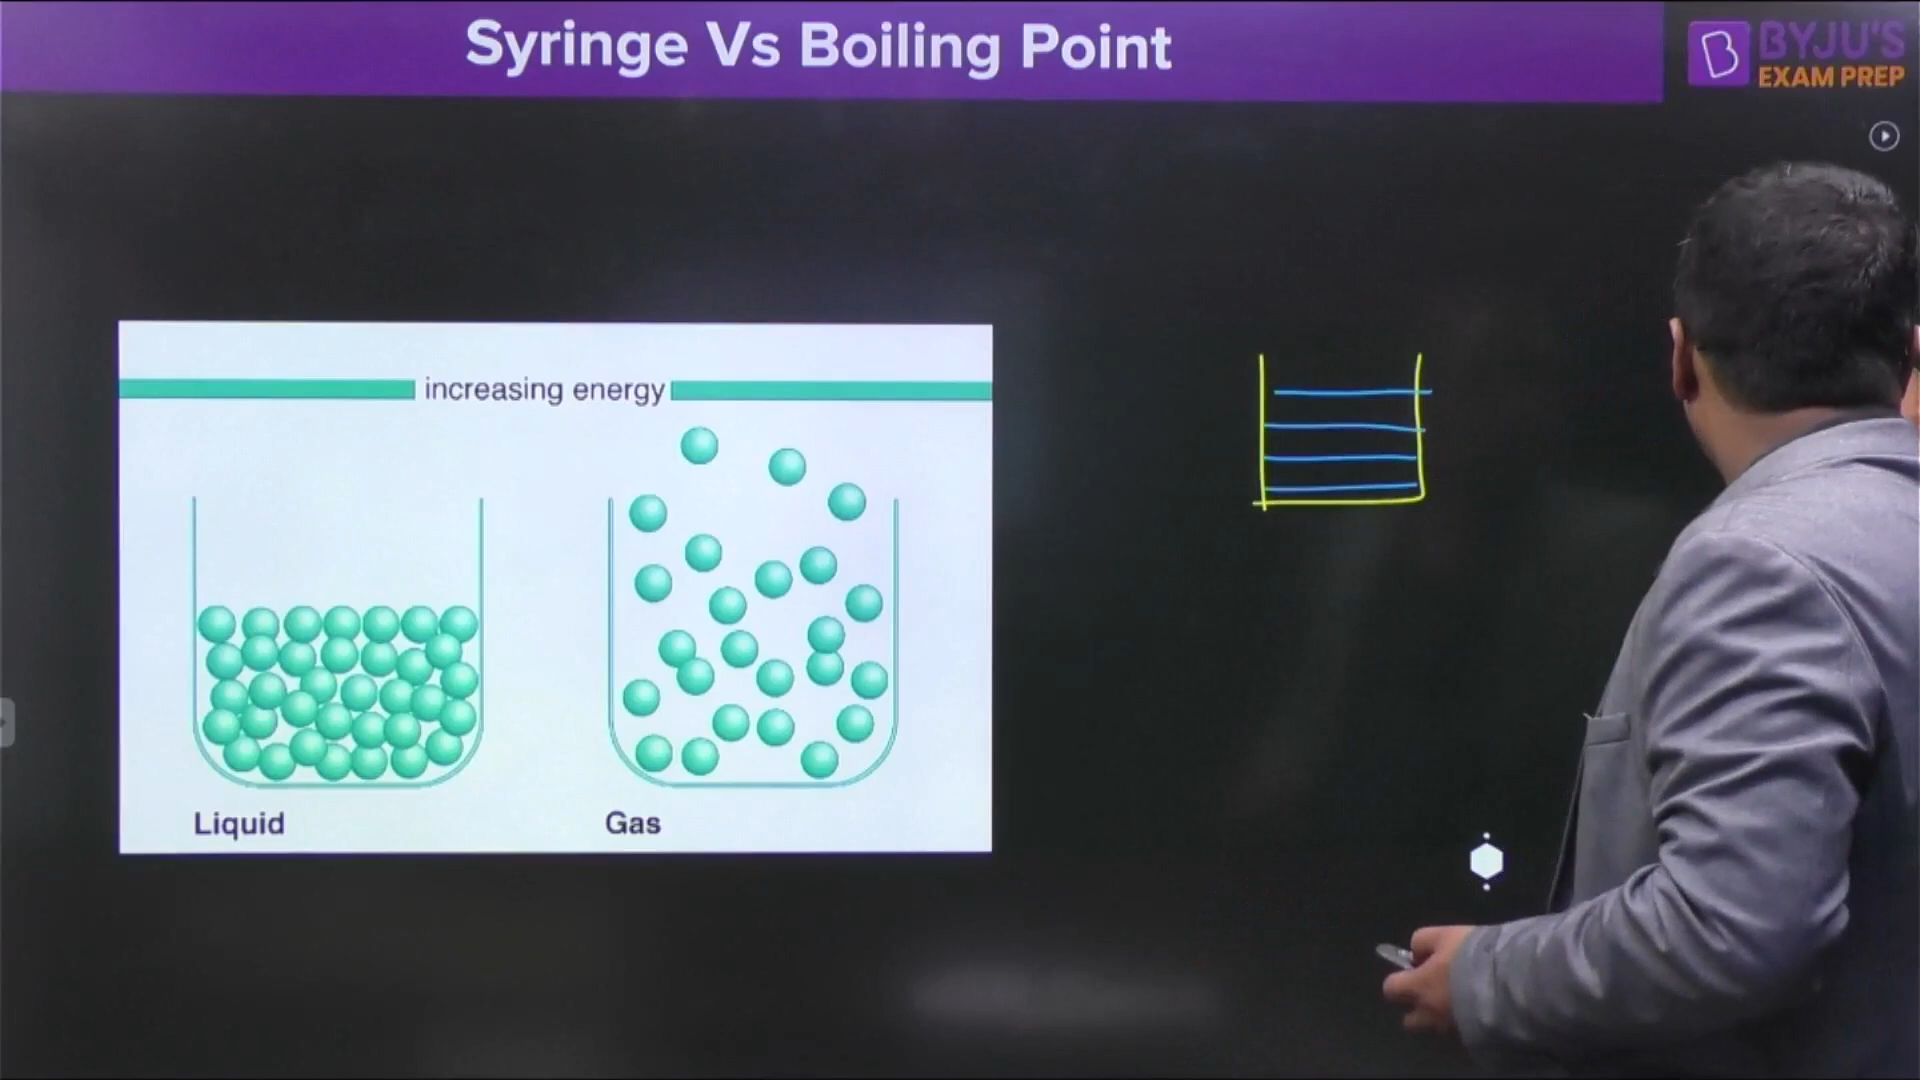 Syringe Vs Boiling Point
BYJU'S
EXAM PREP
increasing energy
Liquid
Gas